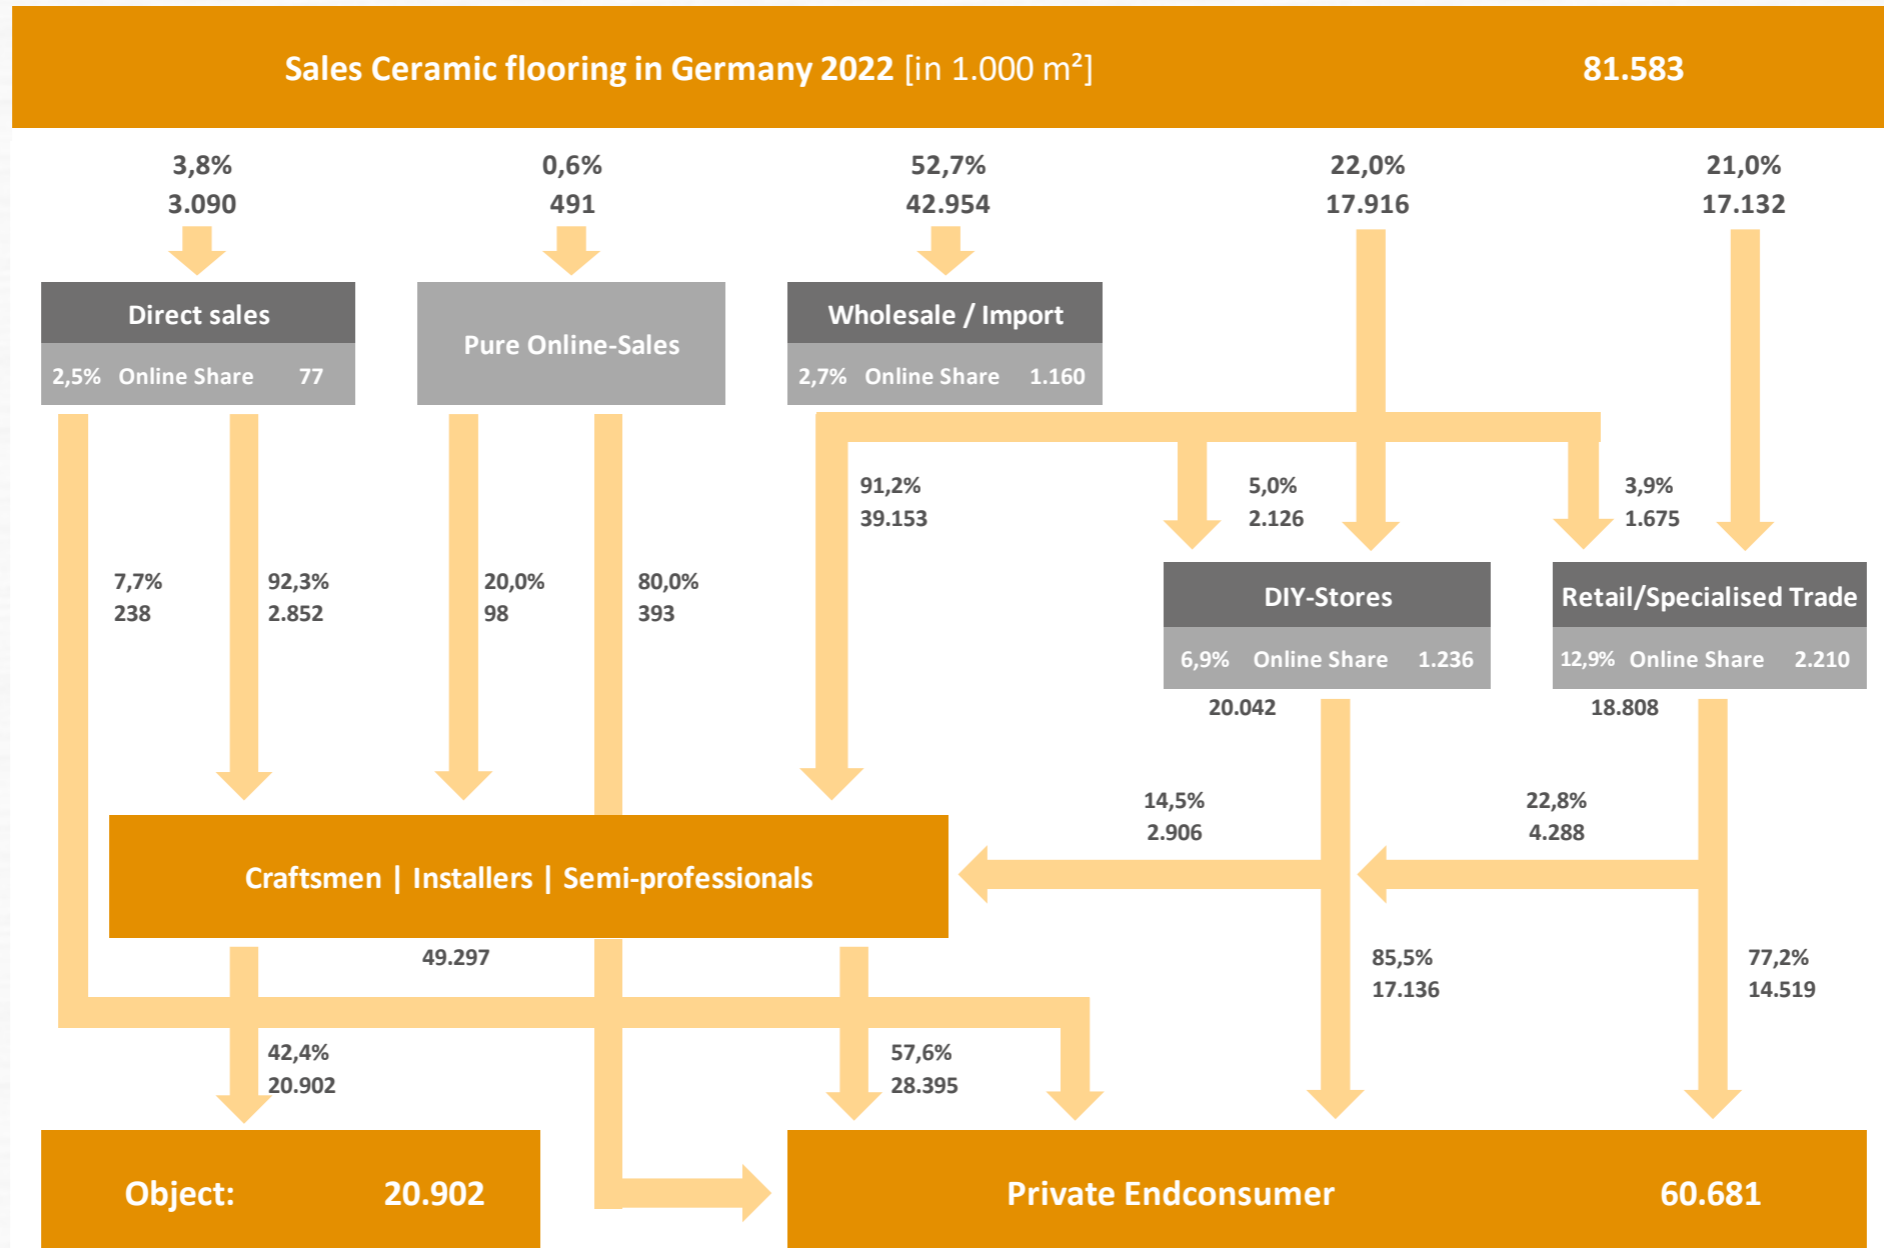 Sales Ceramic flooring in Germany 2022 [in 1.000 m²] 81.583
3,8% 0,6% 52,7% 22,0% 21,0%
3.090 491 42.954 17.916 17.132
Direct sales
2,5% Online Share 77
Pure Online-Sales
Wholesale / Import
2,7% Online Share 1.160
91,2% 5,0% 3,9%
39.153 2.126 1.675
7,7% 92,3% 20,0% 80,0%
238 2.852 98 393
DIY-Stores
6,9% Online Share 1.236
20.042
Retail/Specialised Trade
12,9% Online Share 2.210
18.808
14,5% 22,8%
2.906 4.288
Craftsmen | Installers | Semi-professionals
49.297
85,5% 77,2%
17.136 14.519
42,4% 57,6%
20.902 28.395
Object: 20.902
Private Endconsumer 60.681